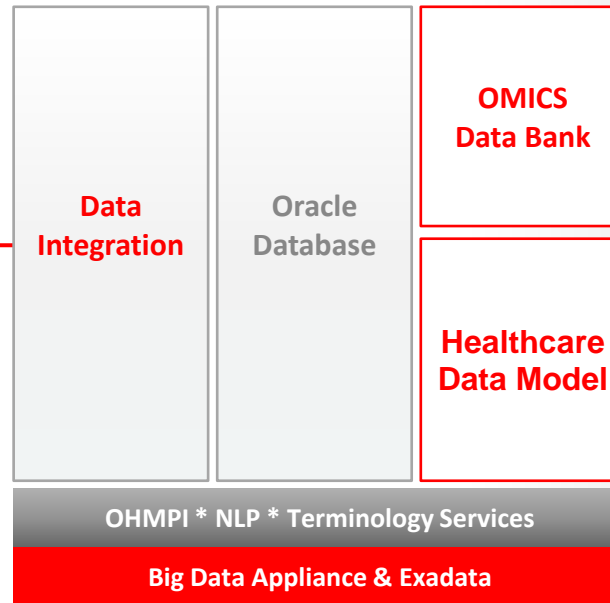 Data
Integration
Oracle
Database
OMICS
Data Bank
Healthcare
Data Model
OHMPI * NLP * Terminology Services
Big Data Appliance & Exadata